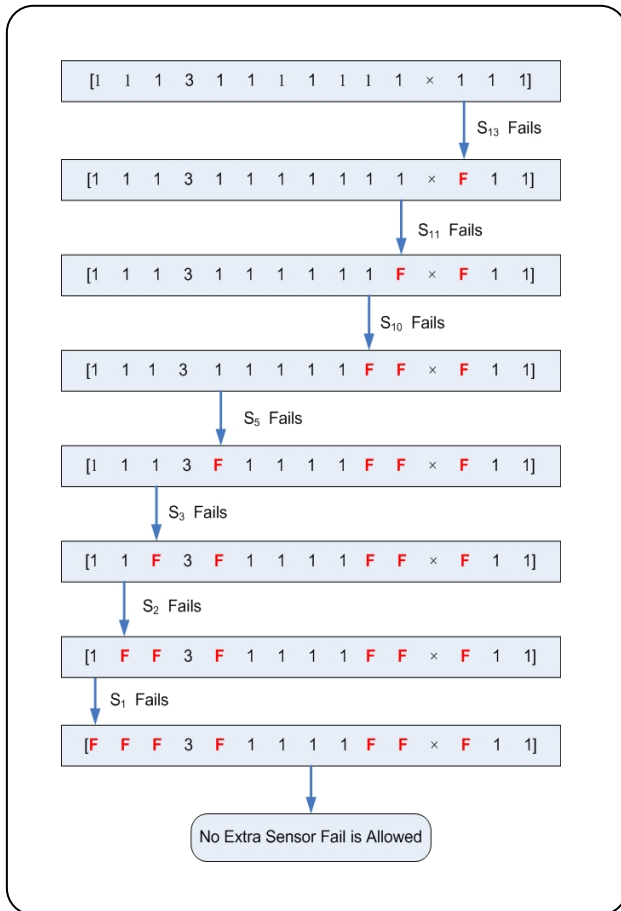 [1 1 1 3 1 1 1 1 1 1 1 × 1 1 1]
S13 Fails
[1 1 1 3 1 1 1 1 1 1 1 × F 1 1]
S11 Fails
[1 1 1 3 1 1 1 1 1 1 F × F 1 1]
S10 Fails
[1 1 1 3 1 1 1 1 1 F F × F 1 1]
S5 Fails
[1 1 1 3 F 1 1 1 1 F F × F 1 1]
S3 Fails
[1 1 F 3 F 1 1 1 1 F F × F 1 1]
S2 Fails
[1 F F 3 F 1 1 1 1 F F × F 1 1]
S1 Fails
[F F F 3 F 1 1 1 1 F F × F 1 1]
No Extra Sensor Fail is Allowed